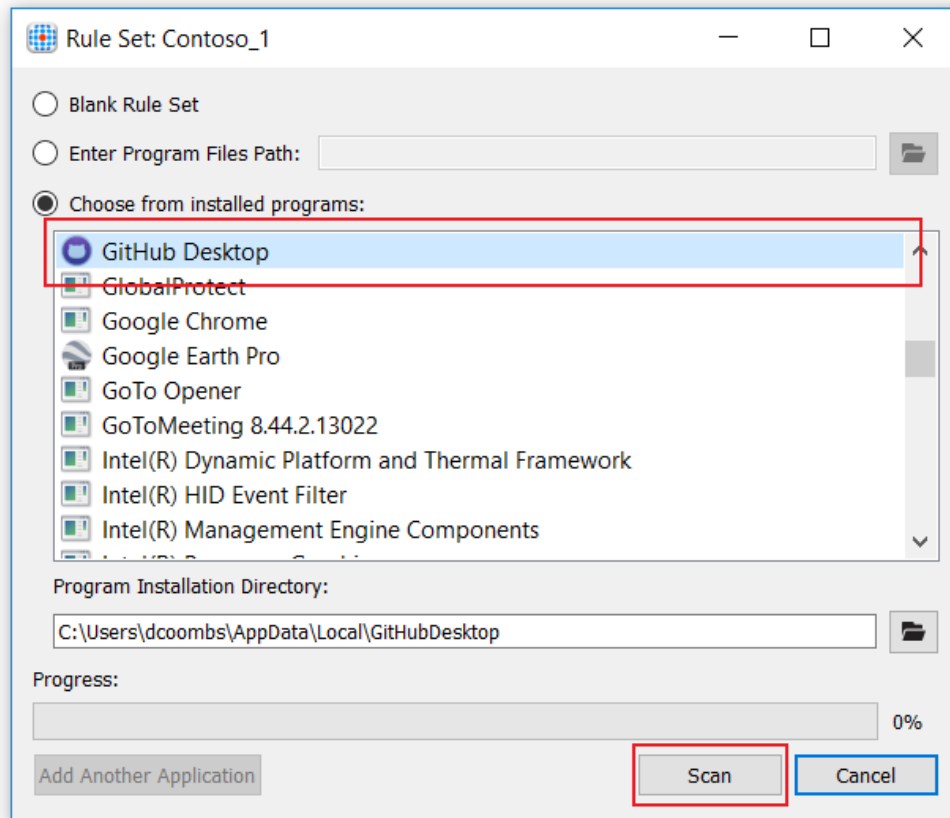 Rule Set: Contoso_1
Blank Rule Set
Enter Program Files Path:
Choose from installed programs:
GitHub Desktop
GlobalProtect
Google Chrome
Google Earth Pro
GoTo Opener
GoToMeeting 8.44.2.13022
Intel(R) Dynamic Platform and Thermal Framework
Intel(R) HID Event Filter
Intel(R) Management Engine Components
Program Installation Directory:
C:\Users\dcoombs\AppData\Local\GitHubDesktop
Progress:
0%
Add Another Application
Scan
Cancel